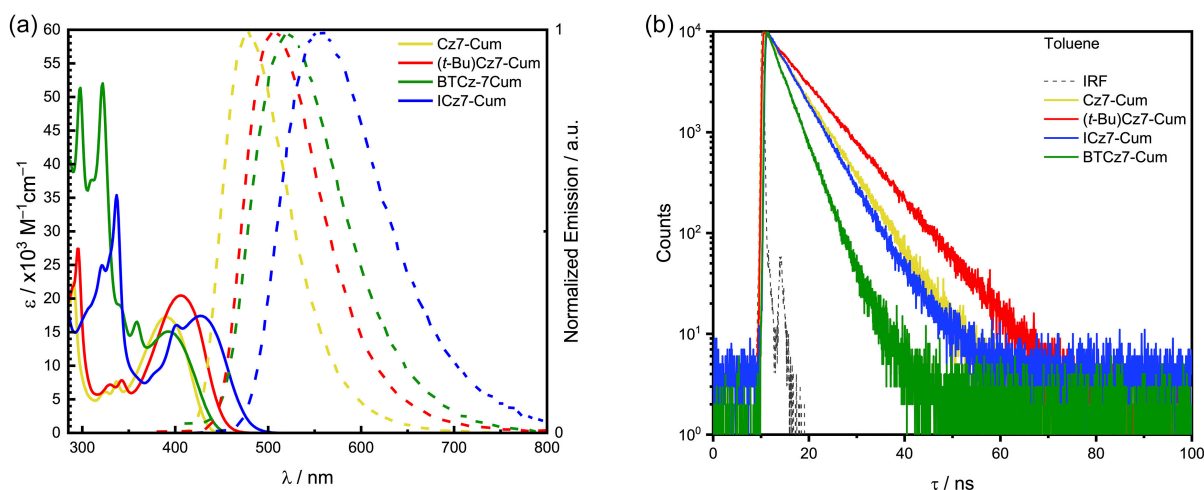 (a)
60
55
50
45
40
35
30
25
20
15
10
5
0
ε / x10³ M⁻¹cm⁻¹
300 400 500 600 700 800
λ / nm
1
0
Normalized Emission / a.u.
Cz7-Cum
(t-Bu)Cz7-Cum
BTCz-7Cum
ICz7-Cum
(b)
10⁴
10³
10²
10¹
10⁰
Counts
0 20 40 60 80 100
τ / ns
Toluene
IRF
Cz7-Cum
(t-Bu)Cz7-Cum
ICz7-Cum
BTCz7-Cum